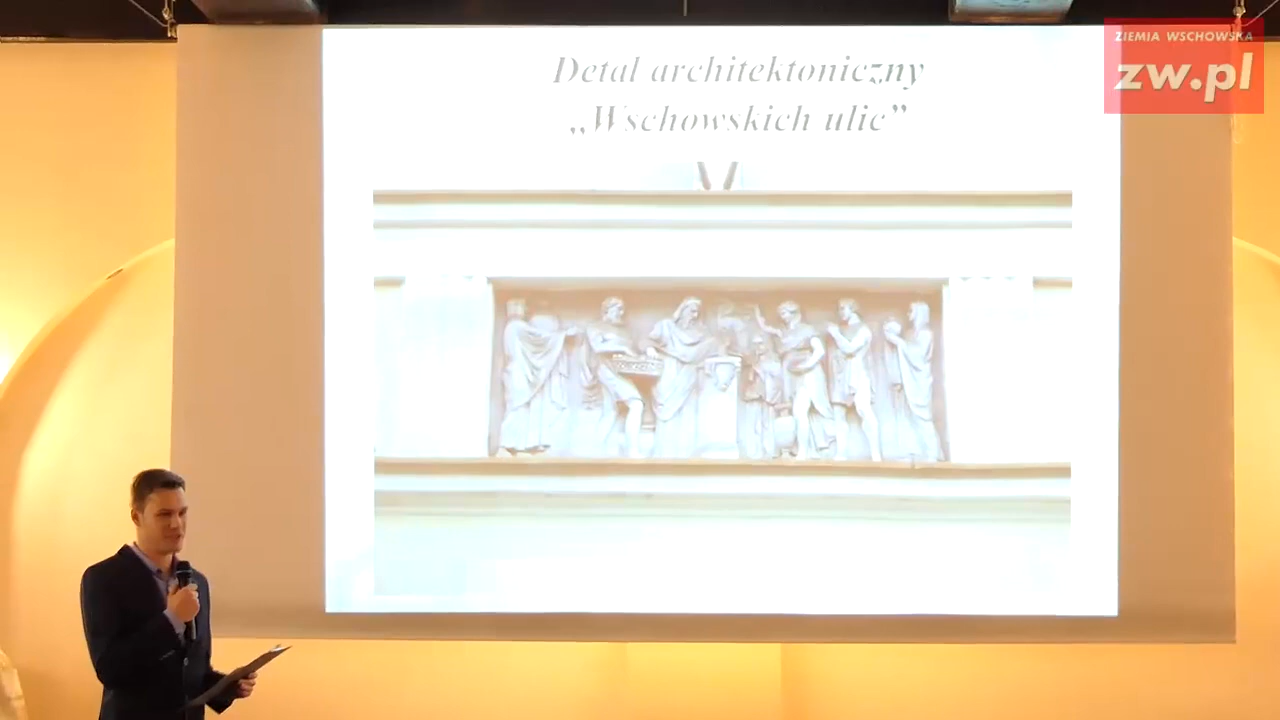 Detal architektoniczny
„Wschowskich ulic”
ZIEMIA WSCHOWSKA
zw.pl